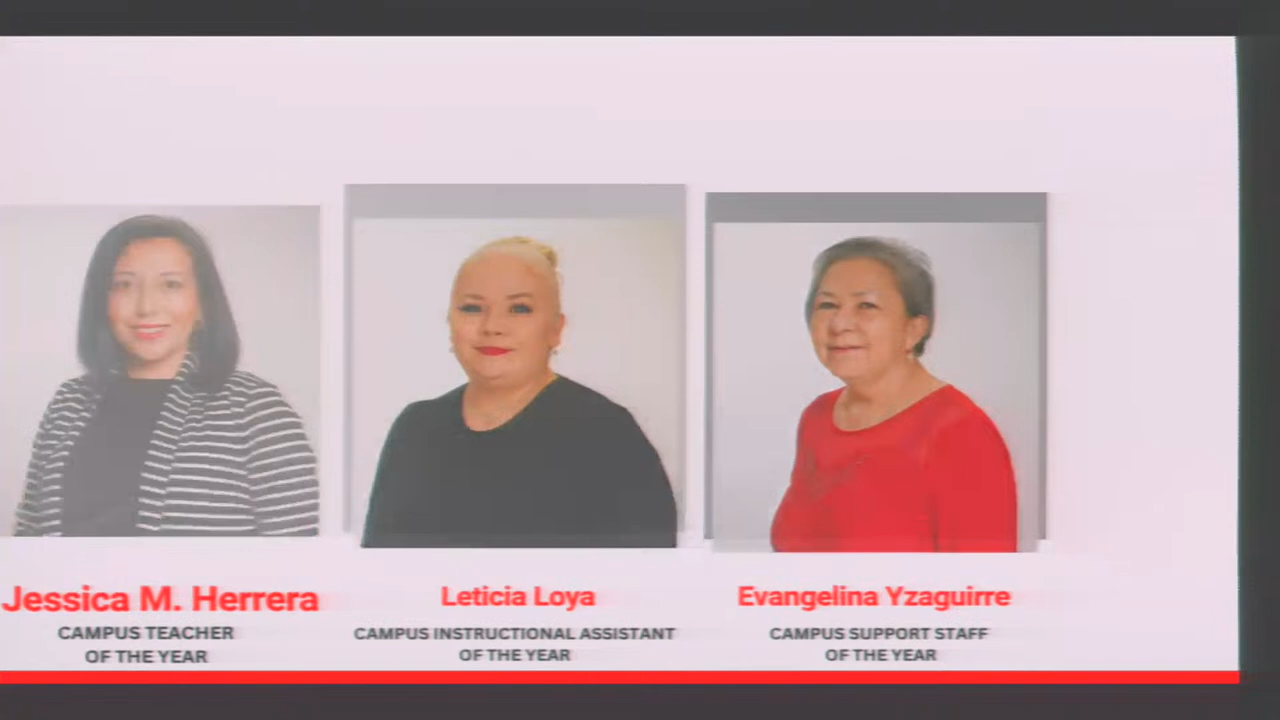 Jessica M. Herrera
CAMPUS TEACHER
OF THE YEAR
Leticia Loya
CAMPUS INSTRUCTIONAL ASSISTANT
OF THE YEAR
Evangelina Yzaguirre
CAMPUS SUPPORT STAFF
OF THE YEAR